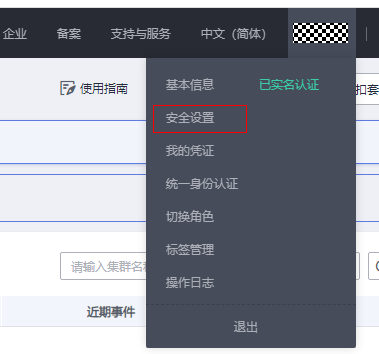 企业 备案 支持与服务 中文（简体）
基本信息 已实名认证
使用指南 扣套
安全设置
我的凭证
统一身份认证
切换角色
标签管理
请输入集群名称
操作日志
近期事件
退出